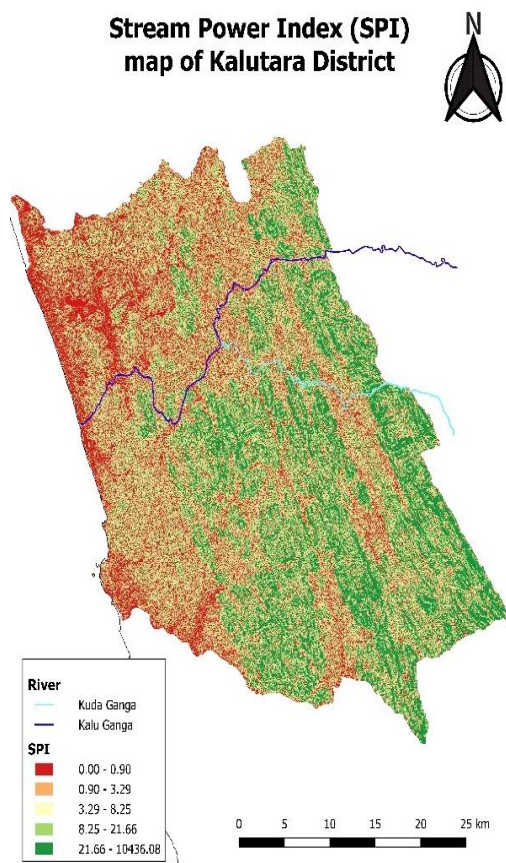 Stream Power Index (SPI)
map of Kalutara District
N
River
Kuda Ganga
Kalu Ganga
SPI
0.00 - 0.90
0.90 - 3.29
3.29 - 8.25
8.25 - 21.66
21.66 - 10436.08
0 5 10 15 20 25 km